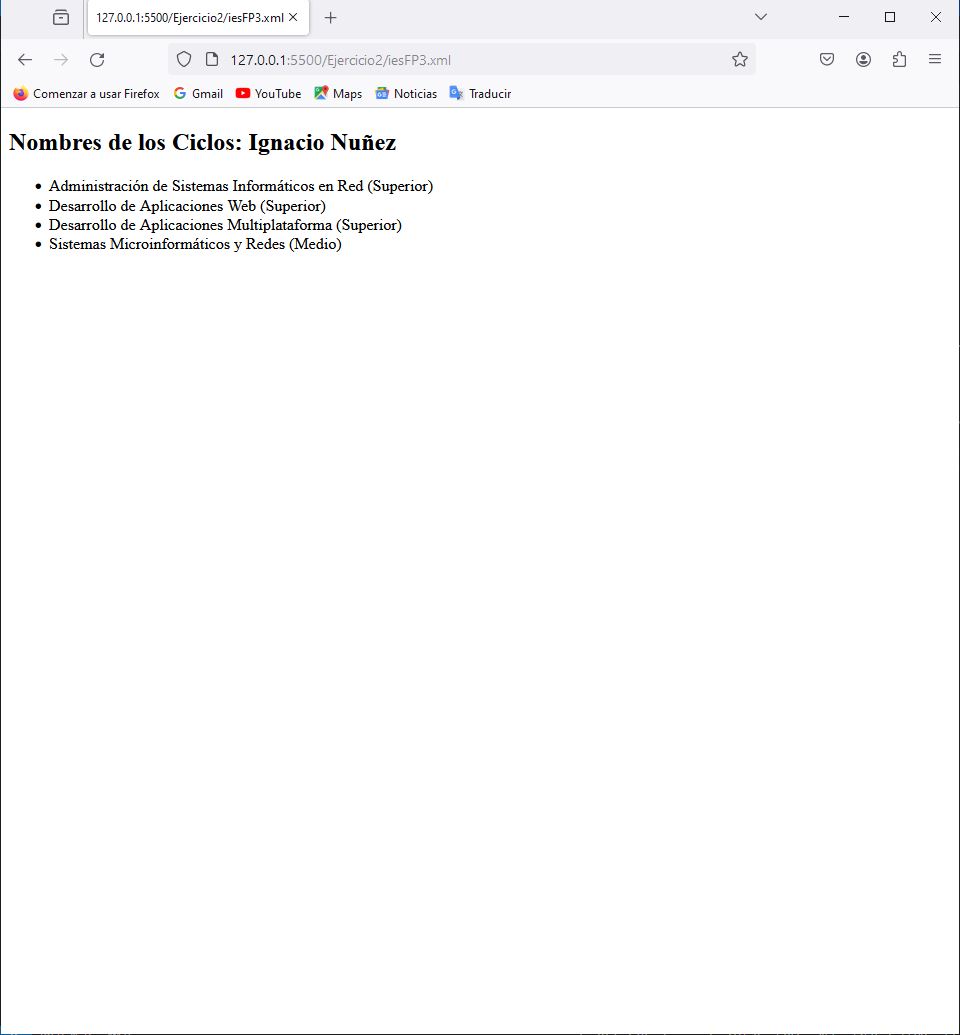 127.0.0.1:5500/Ejercicio2/iesFP3.xml
127.0.0.1:5500/Ejercicio2/iesFP3.xml
Comenzar a usar Firefox Gmail YouTube Maps Noticias Traducir
Nombres de los Ciclos: Ignacio Nuñez
Administración de Sistemas Informáticos en Red (Superior)
Desarrollo de Aplicaciones Web (Superior)
Desarrollo de Aplicaciones Multiplataforma (Superior)
Sistemas Microinformáticos y Redes (Medio)